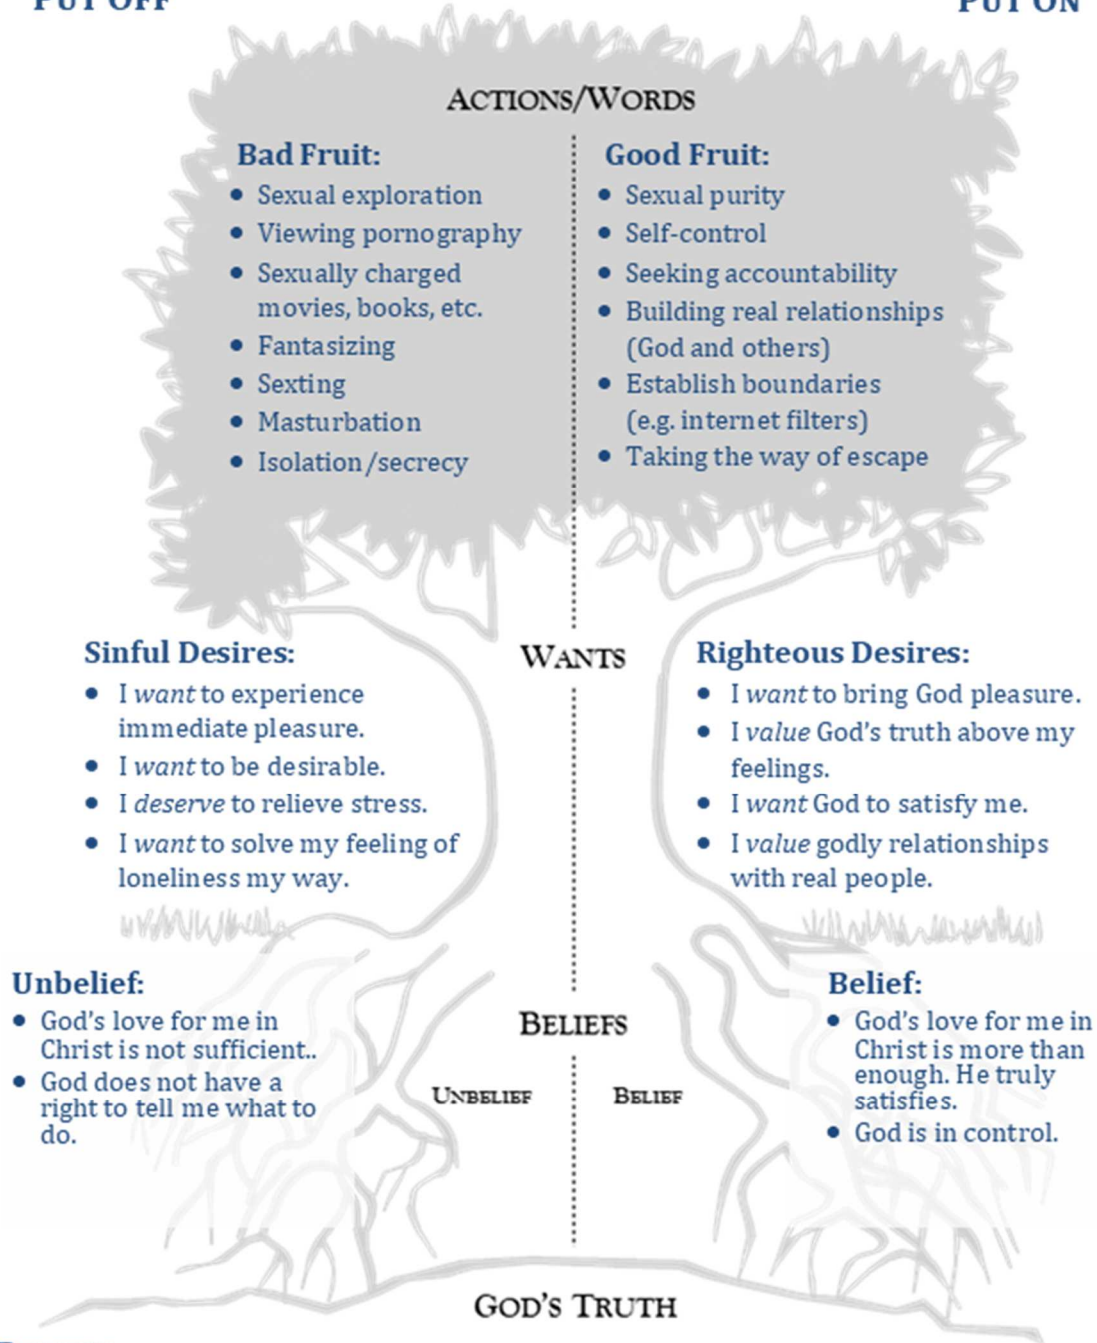 PUT OFF
PUT ON
ACTIONS/WORDS
Bad Fruit:
• Sexual exploration
• Viewing pornography
• Sexually charged
movies, books, etc.
• Fantasizing
• Sexting
• Masturbation
• Isolation/secrecy
Good Fruit:
• Sexual purity
• Self-control
• Seeking accountability
• Building real relationships
(God and others)
• Establish boundaries
(e.g. internet filters)
• Taking the way of escape
WANTS
Sinful Desires:
• I want to experience
immediate pleasure.
• I want to be desirable.
• I deserve to relieve stress.
• I want to solve my feeling of
loneliness my way.
Righteous Desires:
• I want to bring God pleasure.
• I value God's truth above my
feelings.
• I want God to satisfy me.
• I value godly relationships
with real people.
BELIEFS
UNBELIEF
BELIEF
Unbelief:
• God's love for me in
Christ is not sufficient..
• God does not have a
right to tell me what to
do.
Belief:
• God's love for me in
Christ is more than
enough. He truly
satisfies.
• God is in control.
GOD'S TRUTH